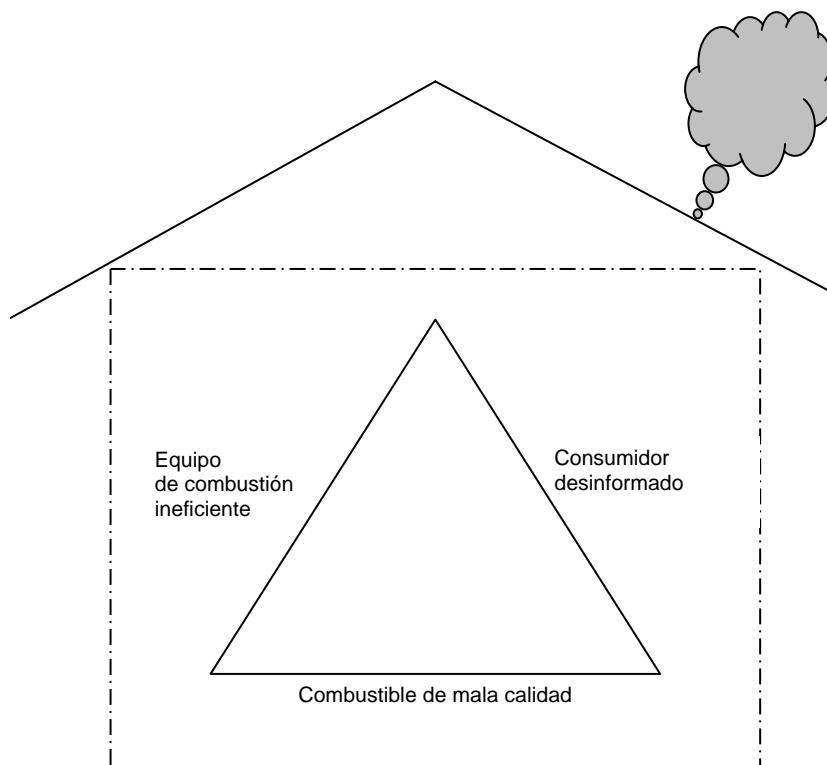 Equipo
de combustión
ineficiente
Consumidor
desinformado
Combustible de mala calidad